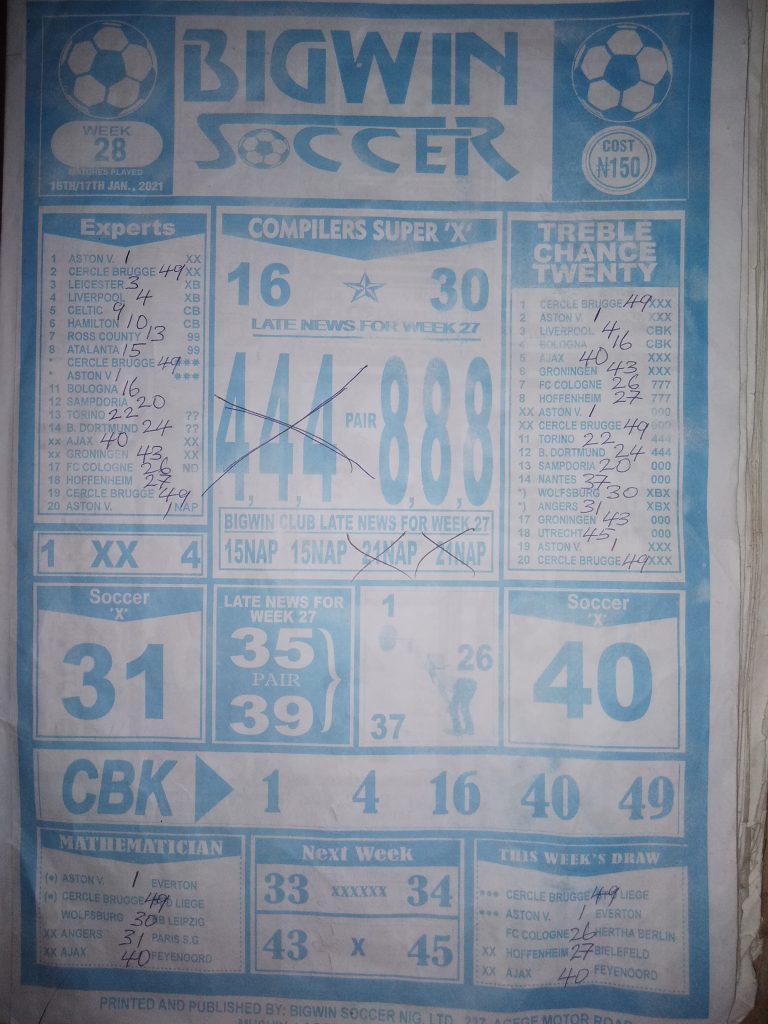 BIGWIN
SOCCER
WEEK
28
MATCHES PLAYED
16TH/17TH JAN., 2021
COST
₦150
Experts
1 ASTON V. 1 XX
2 CERCLE BRUGGE 49 XX
3 LEICESTER 3 XB
4 LIVERPOOL 4 XB
5 CELTIC 9 CB
6 HAMILTON 10 CB
7 ROSS COUNTY 13 99
8 ATALANTA 15 99
* CERCLE BRUGGE 49 ***
* ASTON V. 1 ***
11 BOLOGNA 16
12 SAMPDORIA 20
13 TORINO 22 ??
14 B. DORTMUND 24 ??
XX AJAX 40 XX
XX GRONINGEN 43 XX
17 FC COLOGNE 26 ND
18 HOFFENHEIM 27
19 CERCLE BRUGGE 49
20 ASTON V. 1 NAP
1 XX 4
COMPILERS SUPER 'X'
16 30
LATE NEWS FOR WEEK 27
4,4,4 PAIR 8,8,8
BIGWIN CLUB LATE NEWS FOR WEEK 27
15NAP 15NAP 21NAP 21NAP
TREBLE
CHANCE
TWENTY
1 CERCLE BRUGGE 49 XXX
2 ASTON V. 1 XXX
3 LIVERPOOL 4 CBK
4 BOLOGNA 16 CBK
5 AJAX 40 XXX
6 GRONINGEN 43 XXX
7 FC COLOGNE 26 777
8 HOFFENHEIM 27 777
XX ASTON V. 1 000
XX CERCLE BRUGGE 49 000
11 TORINO 22 444
12 B. DORTMUND 24 444
13 SAMPDORIA 20 000
14 NANTES 37 000
*) WOLFSBURG 30 XBX
*) ANGERS 31 XBX
17 GRONINGEN 43 000
18 UTRECHT 45 000
19 ASTON V. 1 XXX
20 CERCLE BRUGGE 49 XXX
Soccer
'X'
31
LATE NEWS FOR
WEEK 27
35
PAIR
39
1
26
37
Soccer
'X'
40
CBK 1 4 16 40 49
MATHEMATICIAN
(*) ASTON V. 1 EVERTON
(*) CERCLE BRUGGE 49 LIEGE
WOLFSBURG 30 RB LEIPZIG
XX ANGERS 31 PARIS S.G
XX AJAX 40 FEYENOORD
Next Week
33 XXXXXX 34
43 X 45
THIS WEEK'S DRAW
*** CERCLE BRUGGE 49 LIEGE
*** ASTON V. 1 EVERTON
FC COLOGNE 26 HERTHA BERLIN
XX HOFFENHEIM 27 BIELEFELD
XX AJAX 40 FEYENOORD
PRINTED AND PUBLISHED BY: BIGWIN SOCCER NIG. LTD. 237, AGEGE MOTOR ROAD